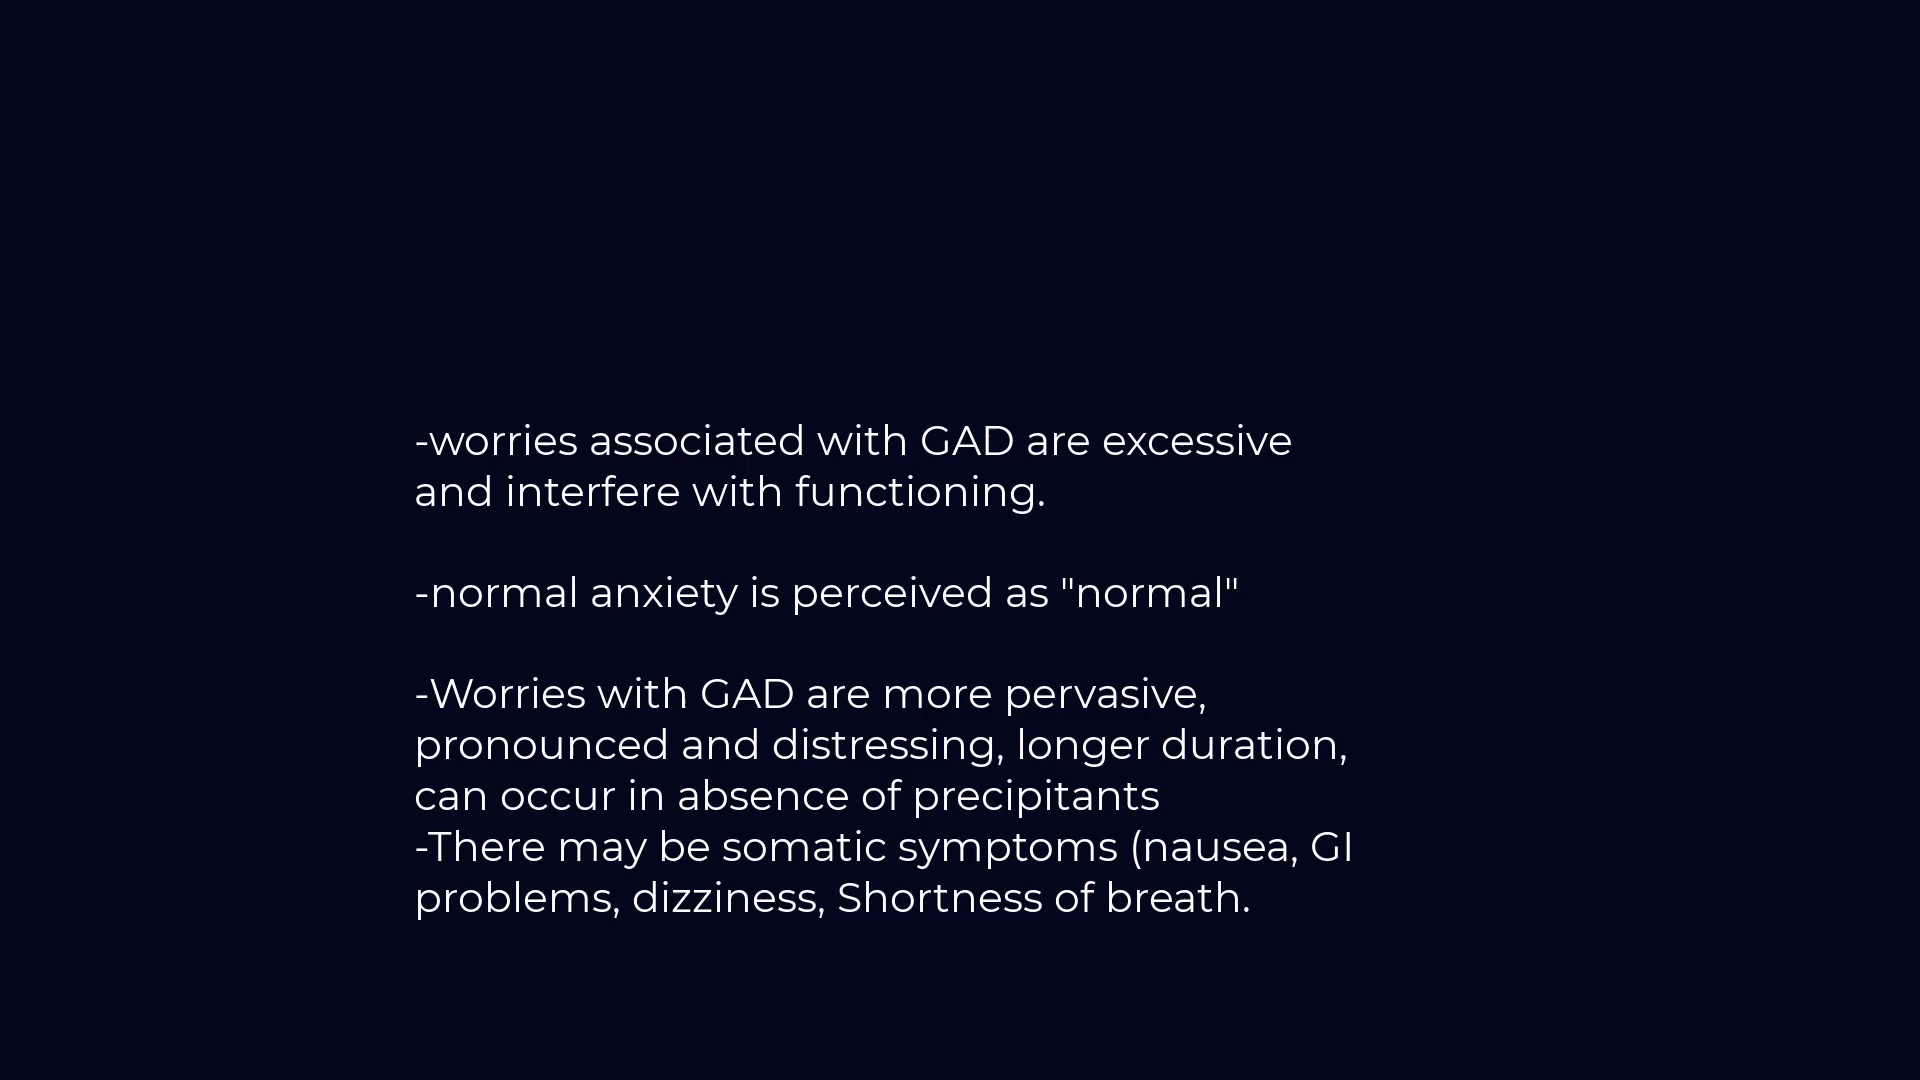 -worries associated with GAD are excessive
and interfere with functioning.
-normal anxiety is perceived as "normal"
-Worries with GAD are more pervasive,
pronounced and distressing, longer duration,
can occur in absence of precipitants
-There may be somatic symptoms (nausea, GI
problems, dizziness, Shortness of breath.